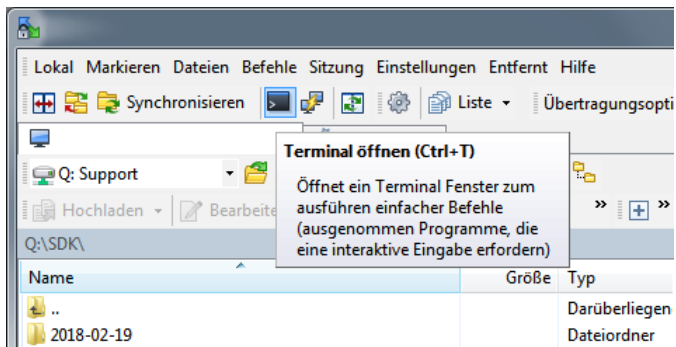 Lokal Markieren Dateien Befehle Sitzung Einstellungen Entfernt Hilfe
Synchronisieren Liste Übertragungsopti
Terminal öffnen (Ctrl+T)
Q: Support
Öffnet ein Terminal Fenster zum
ausführen einfacher Befehle
(ausgenommen Programme, die
eine interaktive Eingabe erfordern)
Hochladen Bearbeite
Q:\SDK\
Name Größe Typ
.. Darüberliegen
2018-02-19 Dateiordner